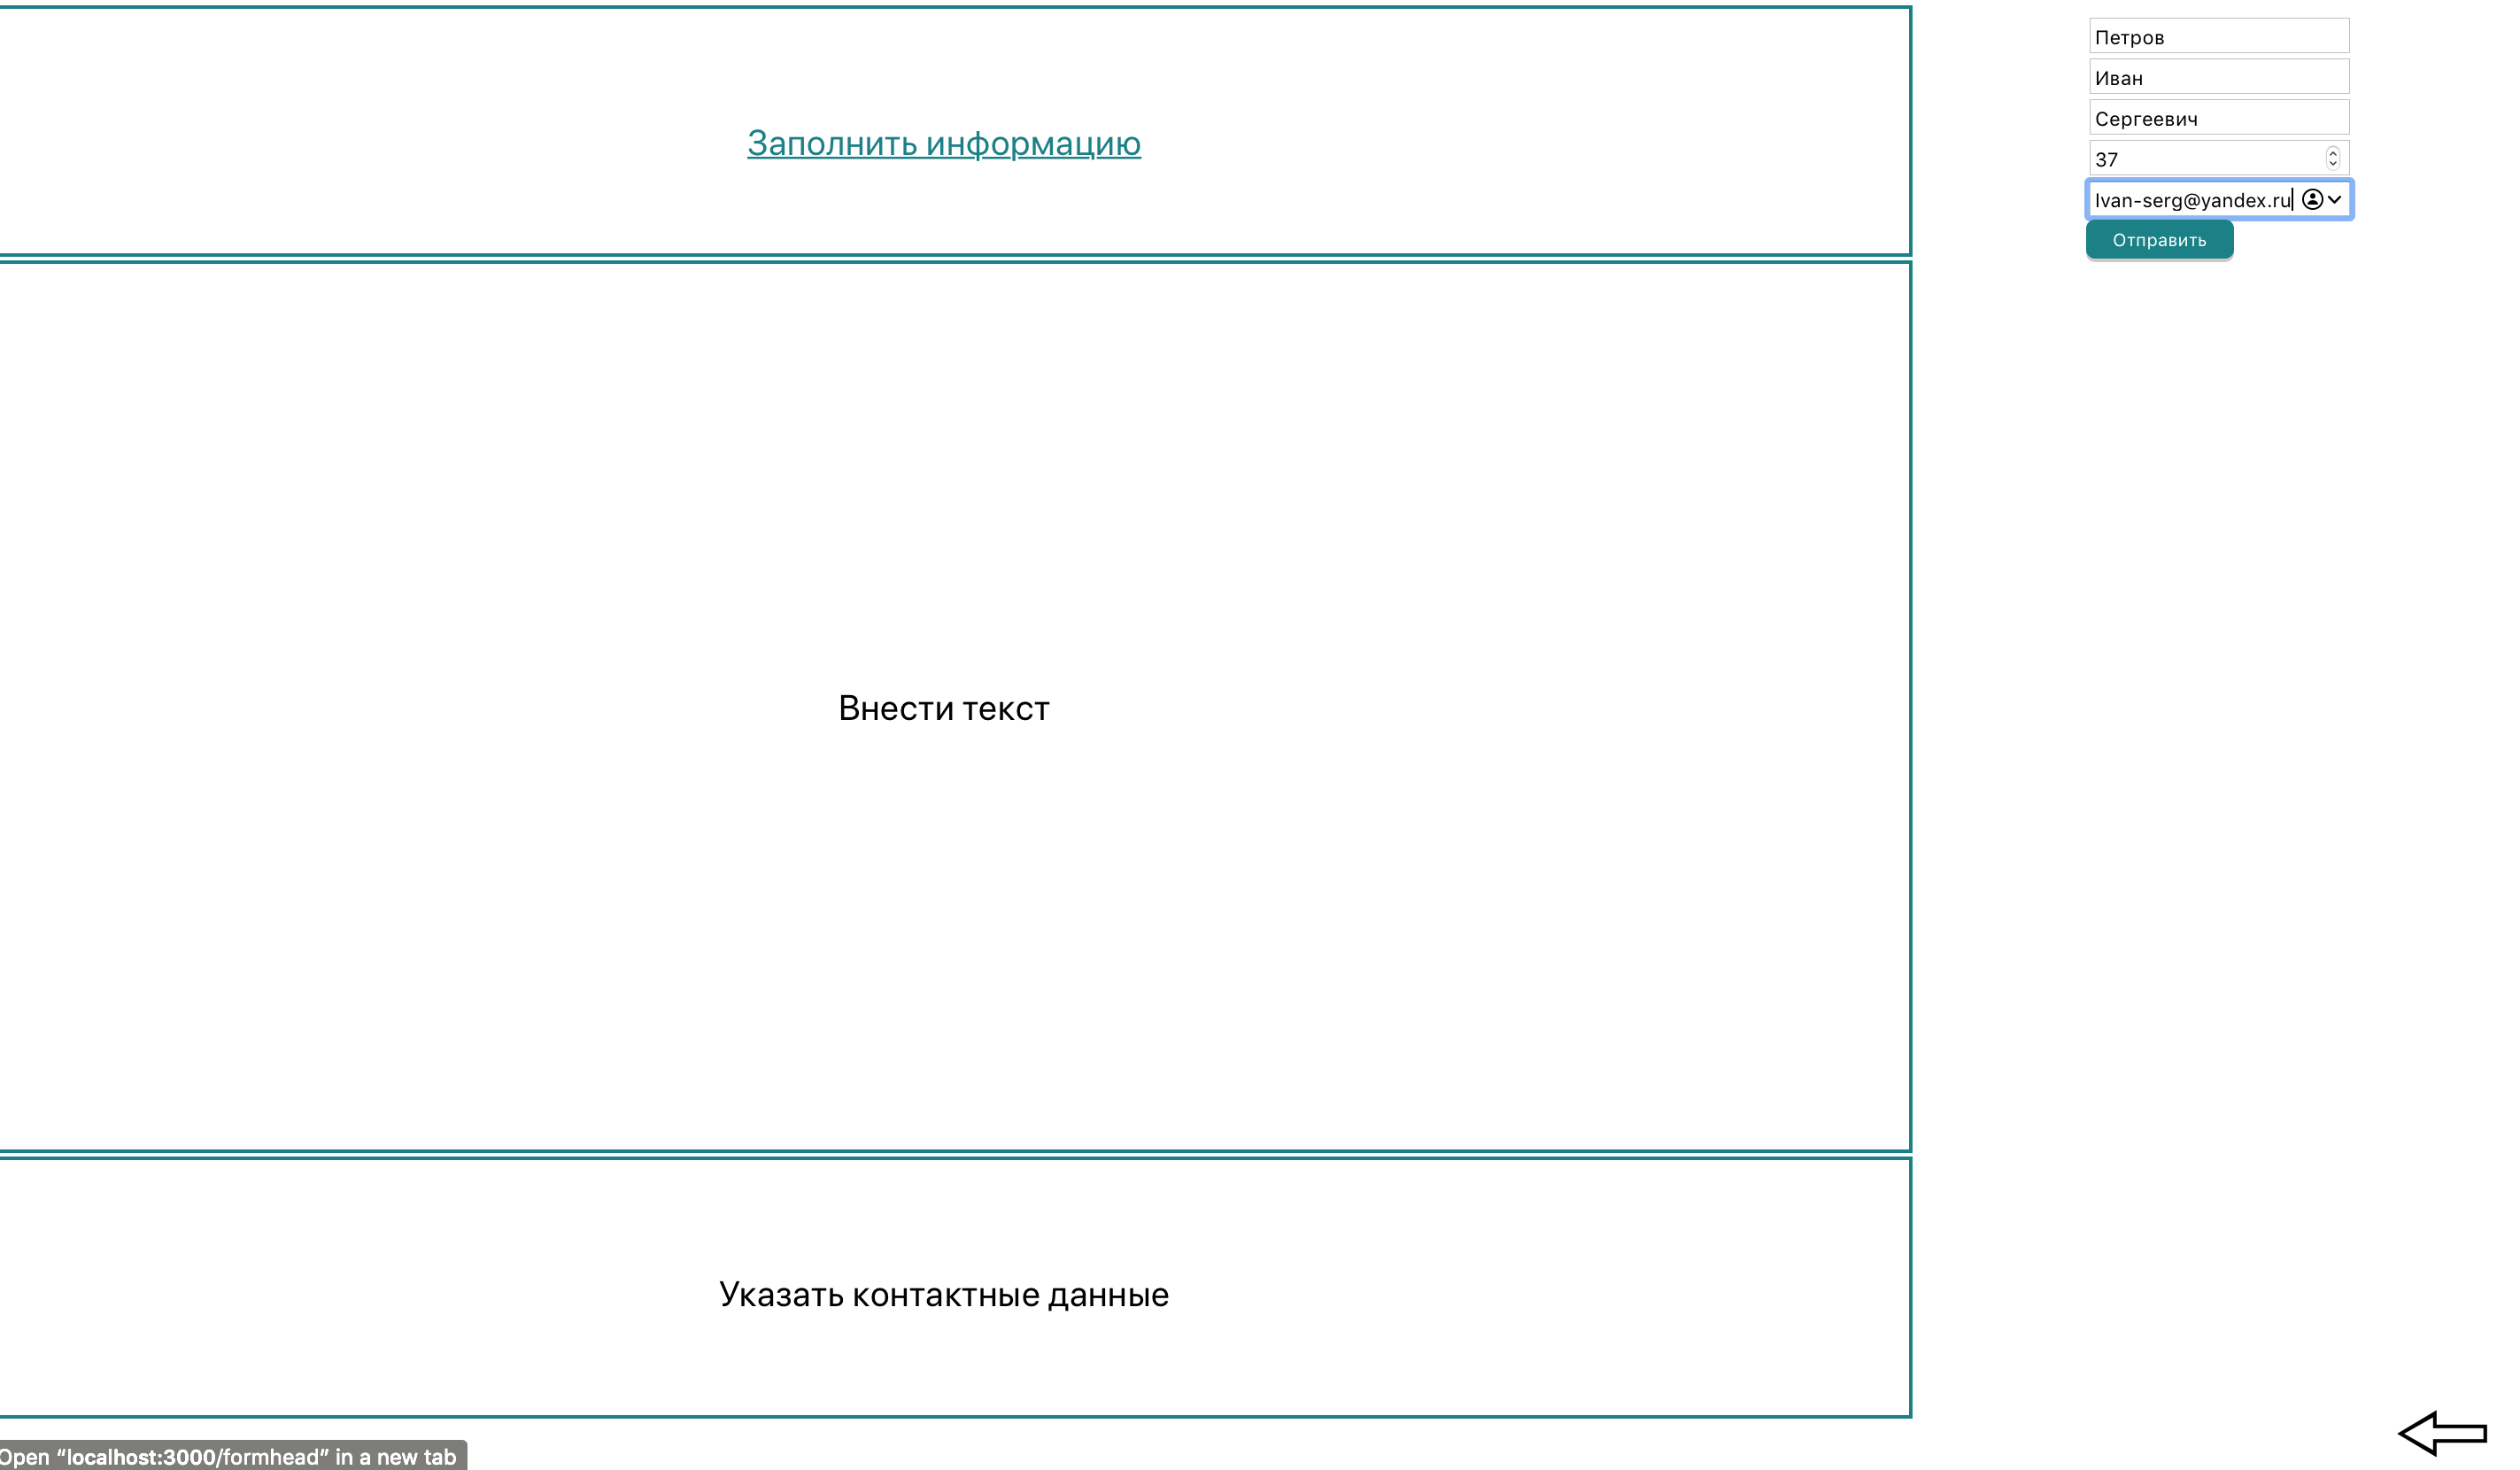 Заполнить информацию
Внести текст
Указать контактные данные
Петров
Иван
Сергеевич
37
Ivan-serg@yandex.ru
Отправить
Open “localhost:3000/formhead” in a new tab